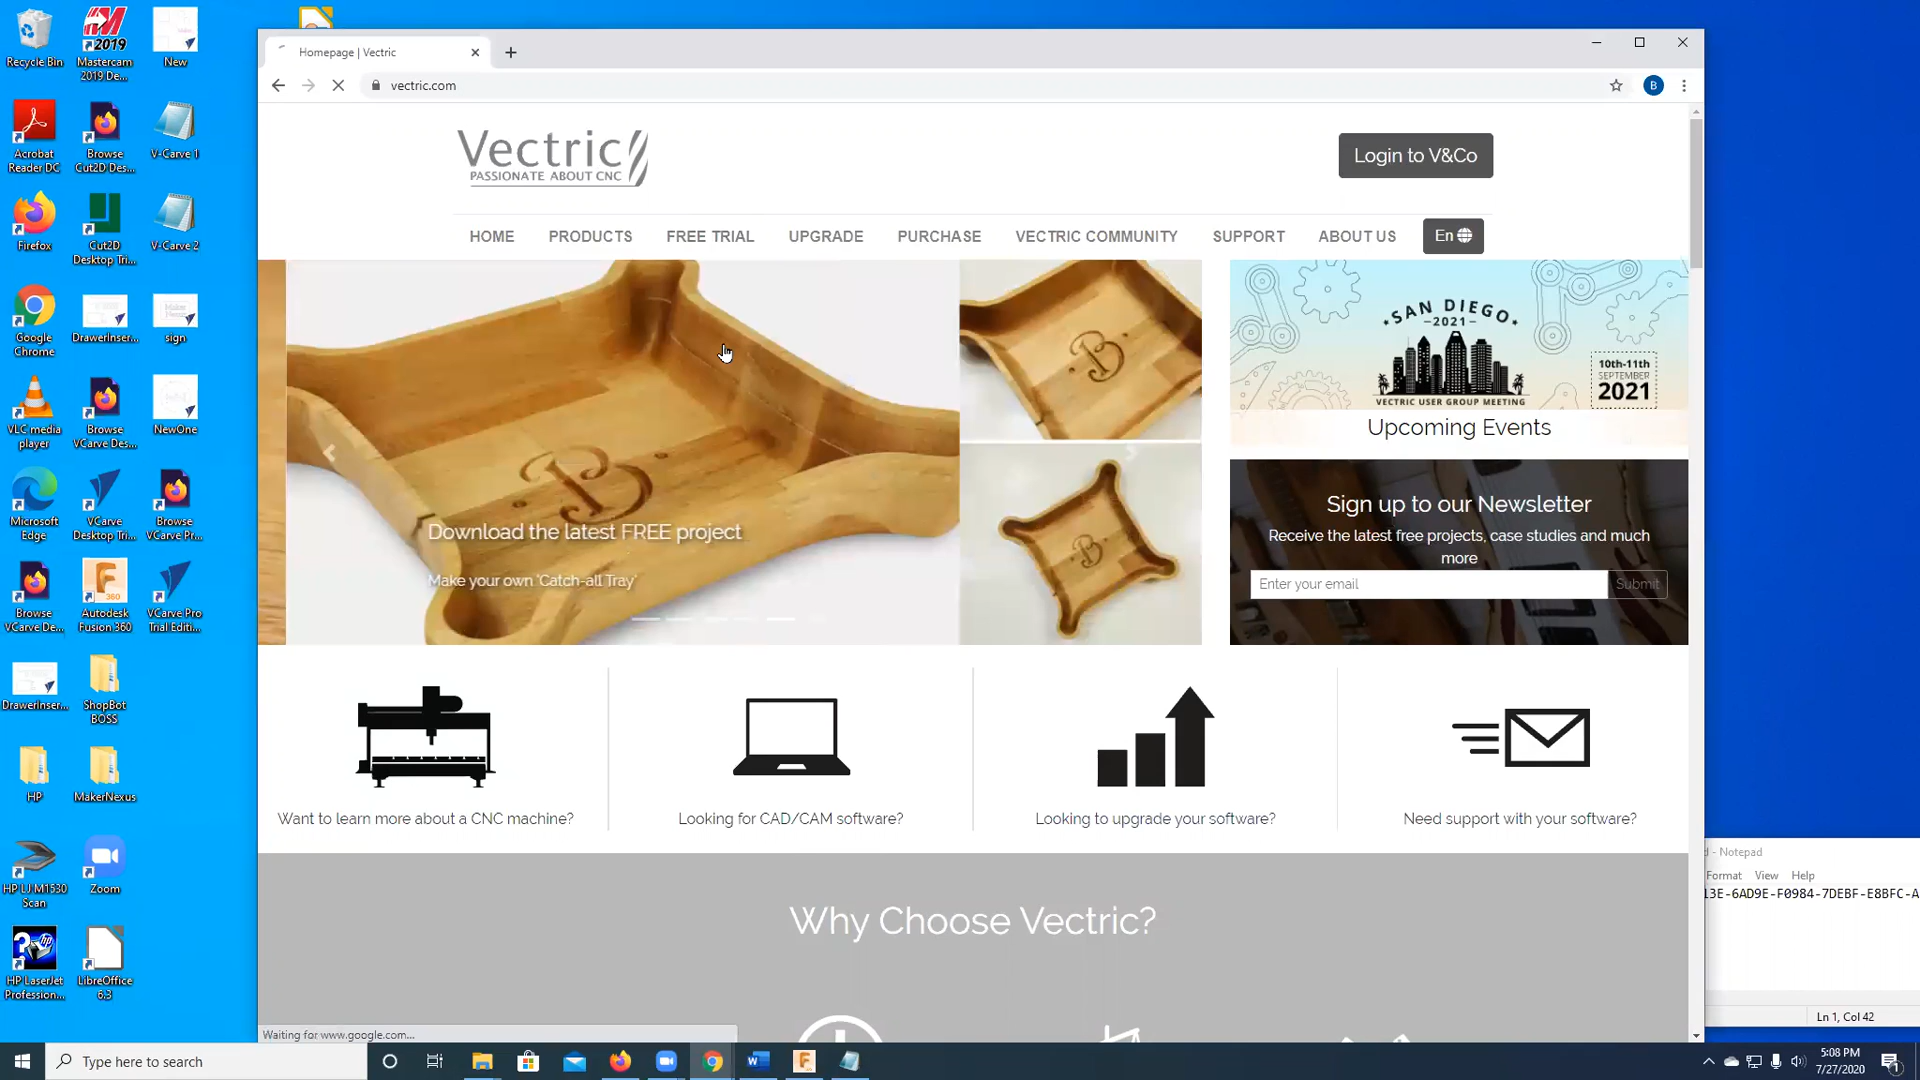 Recycle Bin
Mastercam
2019 De...
New
Acrobat
Reader DC
Browse
Cut2D Des...
V-Carve 1
Firefox
Cut2D
Desktop Tri...
V-Carve 2
Google
Chrome
DrawerInser...
sign
VLC media
player
Browse
VCarve Des...
NewOne
Microsoft
Edge
VCarve
Desktop Tri...
Browse
VCarve Pr...
Browse
VCarve De...
Autodesk
Fusion 360
VCarve Pro
Trial Editi...
DrawerInser...
ShopBot
BOSS
HP
MakerNexus
HP LJ M1530
Scan
Zoom
HP LaserJet
Profession...
LibreOffice
6.3
Homepage | Vectric
vectric.com
B
Vectric
PASSIONATE ABOUT CNC
Login to V&Co
HOME PRODUCTS FREE TRIAL UPGRADE PURCHASE VECTRIC COMMUNITY SUPPORT ABOUT US En
B
Download the latest FREE project
Make your own 'Catch-all Tray'
SAN DIEGO
2021
VECTRIC USER GROUP MEETING
10th-11th
SEPTEMBER
2021
Upcoming Events
Sign up to our Newsletter
Receive the latest free projects, case studies and much
more
Enter your email Submit
Want to learn more about a CNC machine?
Looking for CAD/CAM software?
Looking to upgrade your software?
Need support with your software?
Why Choose Vectric?
Waiting for www.google.com...
d - Notepad
Format View Help
13E-6AD9E-F0984-7DEBF-E8BFC-A
Ln 1, Col 42
Type here to search
5:08 PM
7/27/2020